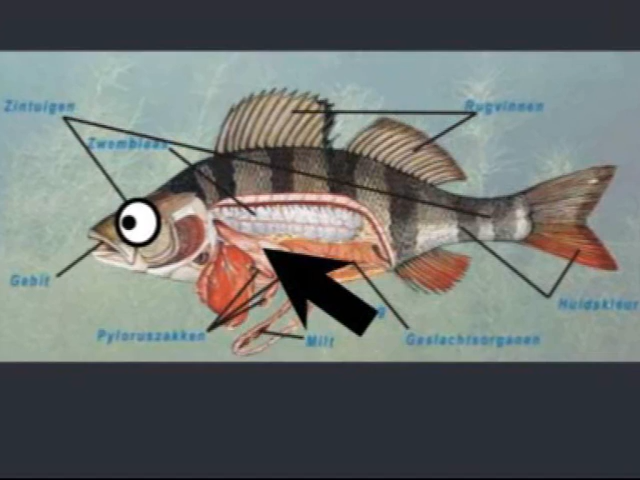 Zintuigen
Rugvinnen
Zwemblaas
Gebit
Huidskleur
Pyloruszakken
Milt
g
Geslachtsorganen